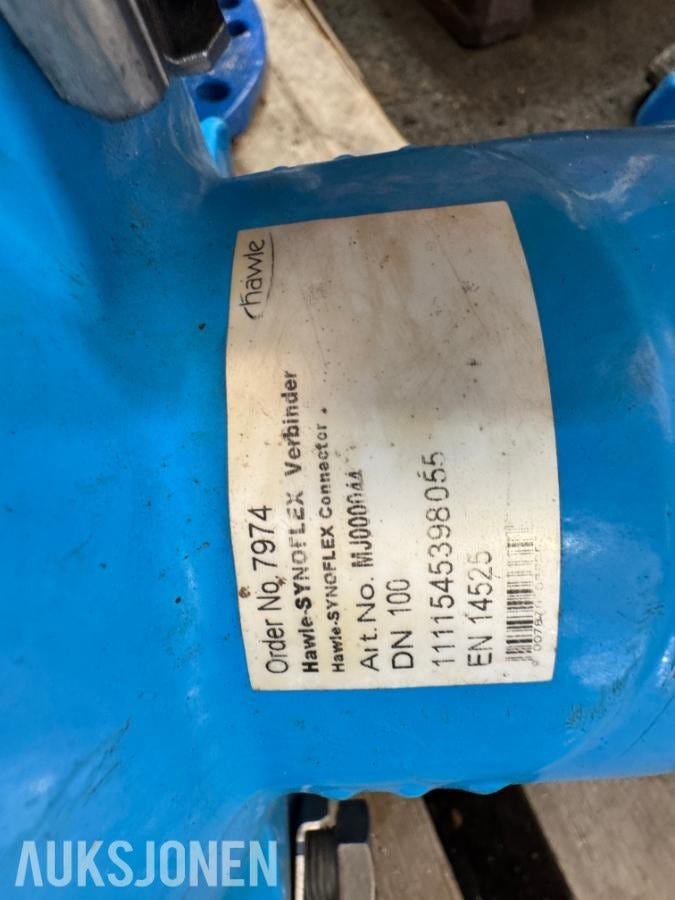 hawle
Order No. 7974
Hawle-SYNOFLEX Verbinder
Hawle-SYNOFLEX Connector
Art. No. MJ000044
DN 100
1111545398055
EN 14525
AUKSJONEN